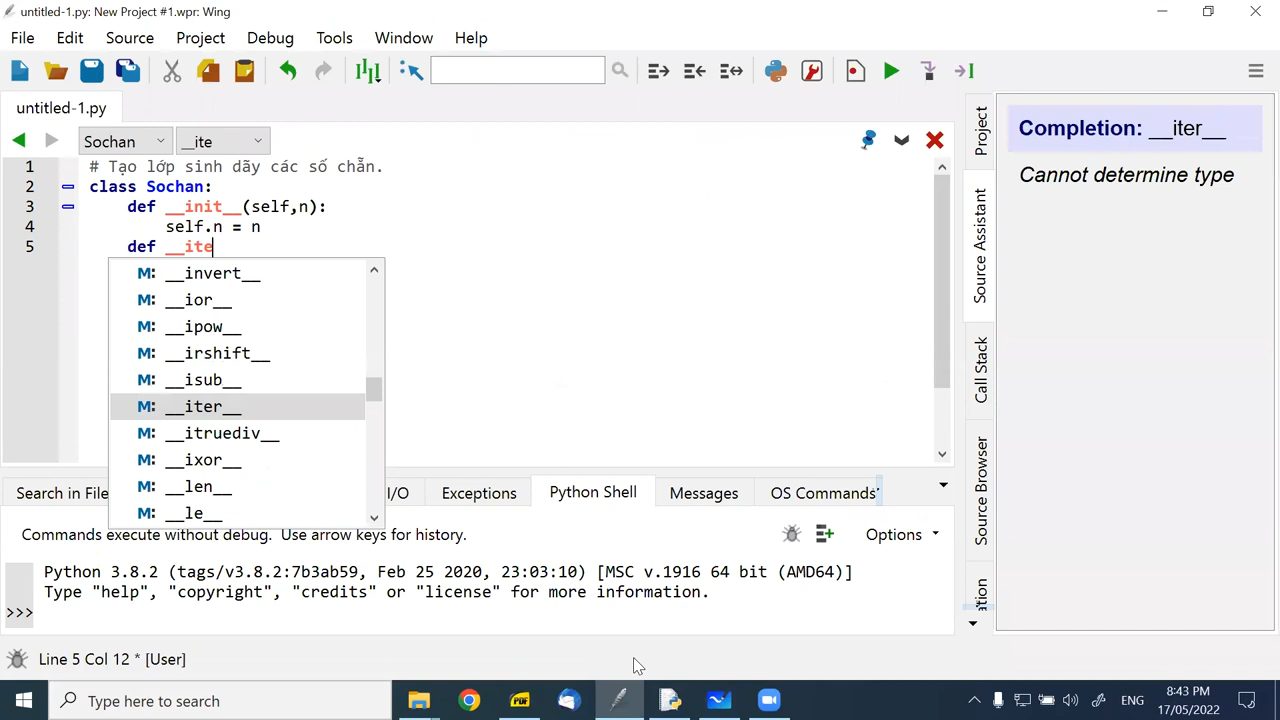 untitled-1.py: New Project #1.wpr: Wing
File Edit Source Project Debug Tools Window Help
untitled-1.py
Sochan __ite
1 # Tạo lớp sinh dãy các số chẵn.
2 class Sochan:
3 def __init__(self,n):
4 self.n = n
5 def __ite
M: __invert__
M: __ior__
M: __ipow__
M: __irshift__
M: __isub__
M: __iter__
M: __itruediv__
M: __ixor__
M: __len__
M: __le__
Project
Source Assistant
Call Stack
Source Browser
ation
Completion: __iter__
Cannot determine type
Search in File I/O Exceptions Python Shell Messages OS Commands
Commands execute without debug. Use arrow keys for history.
Options
Python 3.8.2 (tags/v3.8.2:7b3ab59, Feb 25 2020, 23:03:10) [MSC v.1916 64 bit (AMD64)]
Type "help", "copyright", "credits" or "license" for more information.
>>>
Line 5 Col 12 * [User]
Type here to search
PDF
ENG
8:43 PM
17/05/2022